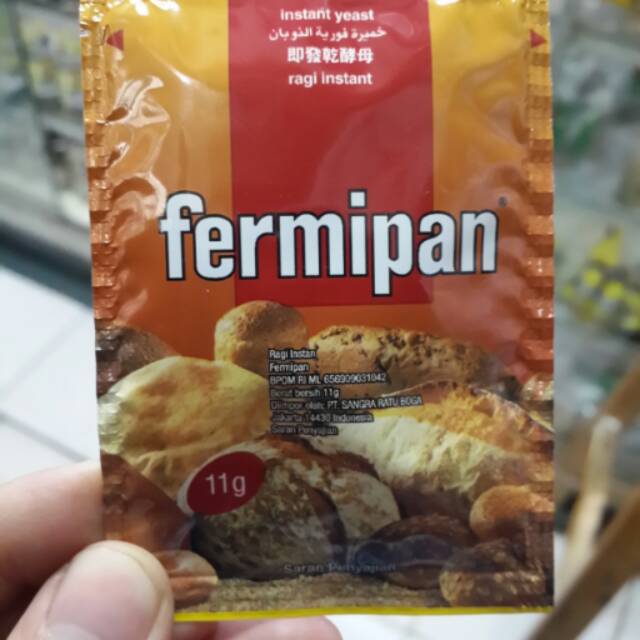 instant yeast
خميرة فورية الذوبان
即發乾酵母
ragi instant
fermipan
Ragi Instan
Fermipan
BPOM RI ML 656909031042
Berat bersih 11g
Diimpor oleh: PT. SANGRA RATU BOGA
Jakarta 14430 Indonesia
Saran Penyajian
11g
Saran Penyajian